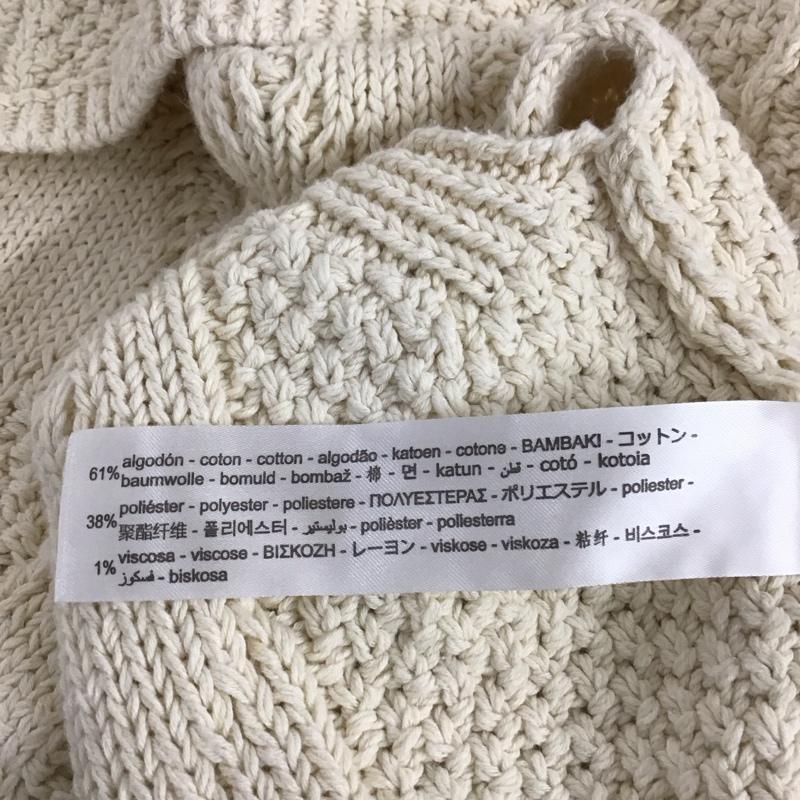 61% algodón - coton - cotton - algodão - katoen - cotone - ΒΑΜΒΑΚΙ - コットン -
baumwolle - bomuld - bombaž - 棉 - 면 - katun - قطن - cotó - kotoia
38% poliéster - polyester - poliestere - ΠΟΛΥΕΣΤΕΡΑΣ - ポリエステル - poliester -
聚酯纤维 - 폴리에스터 - بوليستير - polièster - poliesterra
1% viscosa - viscose - ΒΙΣΚΟΖΗ - レーヨン - viskose - viskoza - 粘纤 - 비스코스 -
فسكوز - biskosa